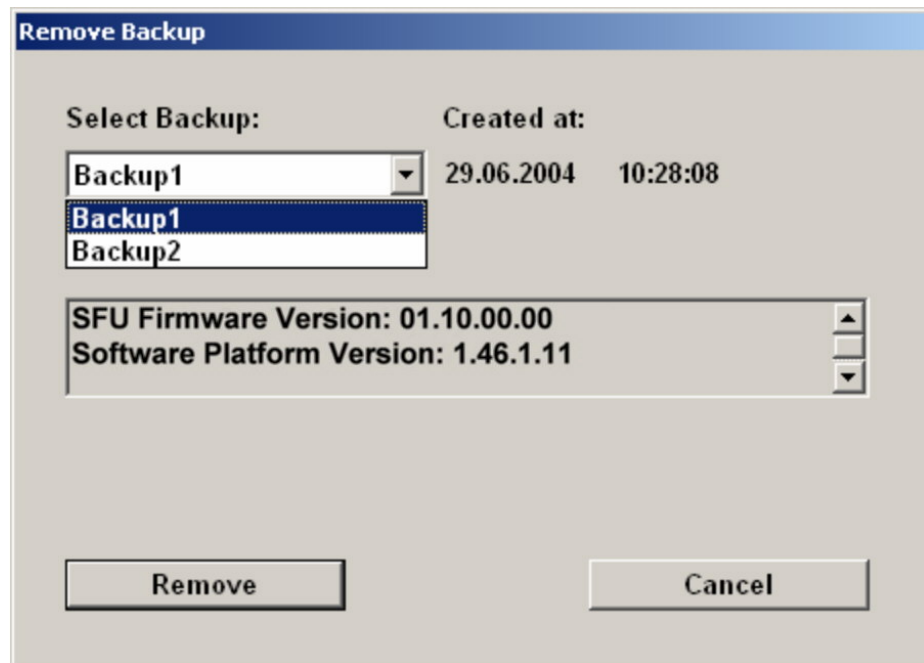 Remove Backup
Select Backup: Created at:
Backup1 29.06.2004 10:28:08
Backup1
Backup2
SFU Firmware Version: 01.10.00.00
Software Platform Version: 1.46.1.11
Remove Cancel